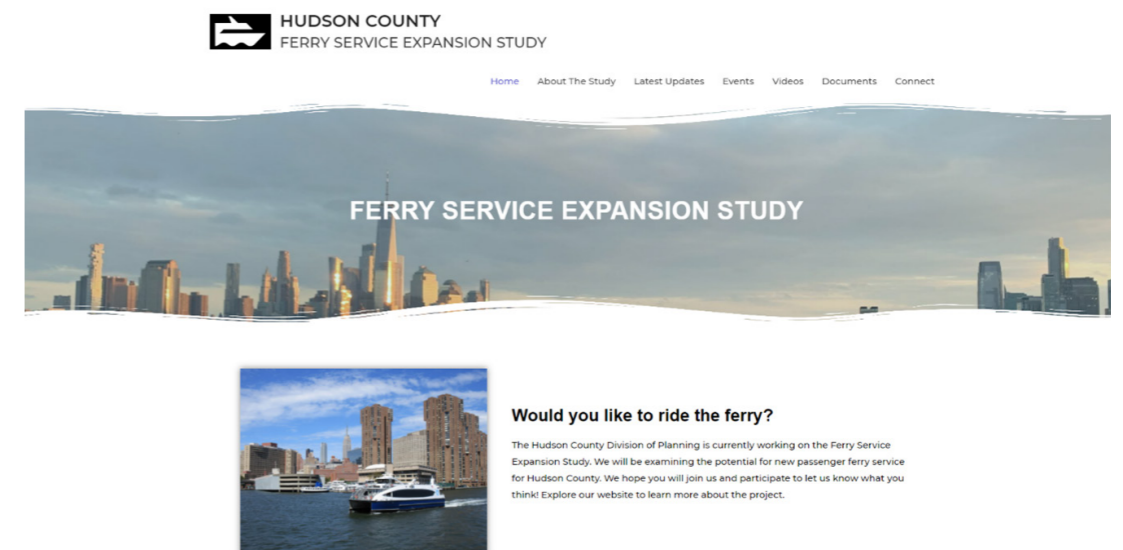 HUDSON COUNTY
FERRY SERVICE EXPANSION STUDY
Home About The Study Latest Updates Events Videos Documents Connect
FERRY SERVICE EXPANSION STUDY
Would you like to ride the ferry?
The Hudson County Division of Planning is currently working on the Ferry Service
Expansion Study. We will be examining the potential for new passenger ferry service
for Hudson County. We hope you will join us and participate to let us know what you
think! Explore our website to learn more about the project.